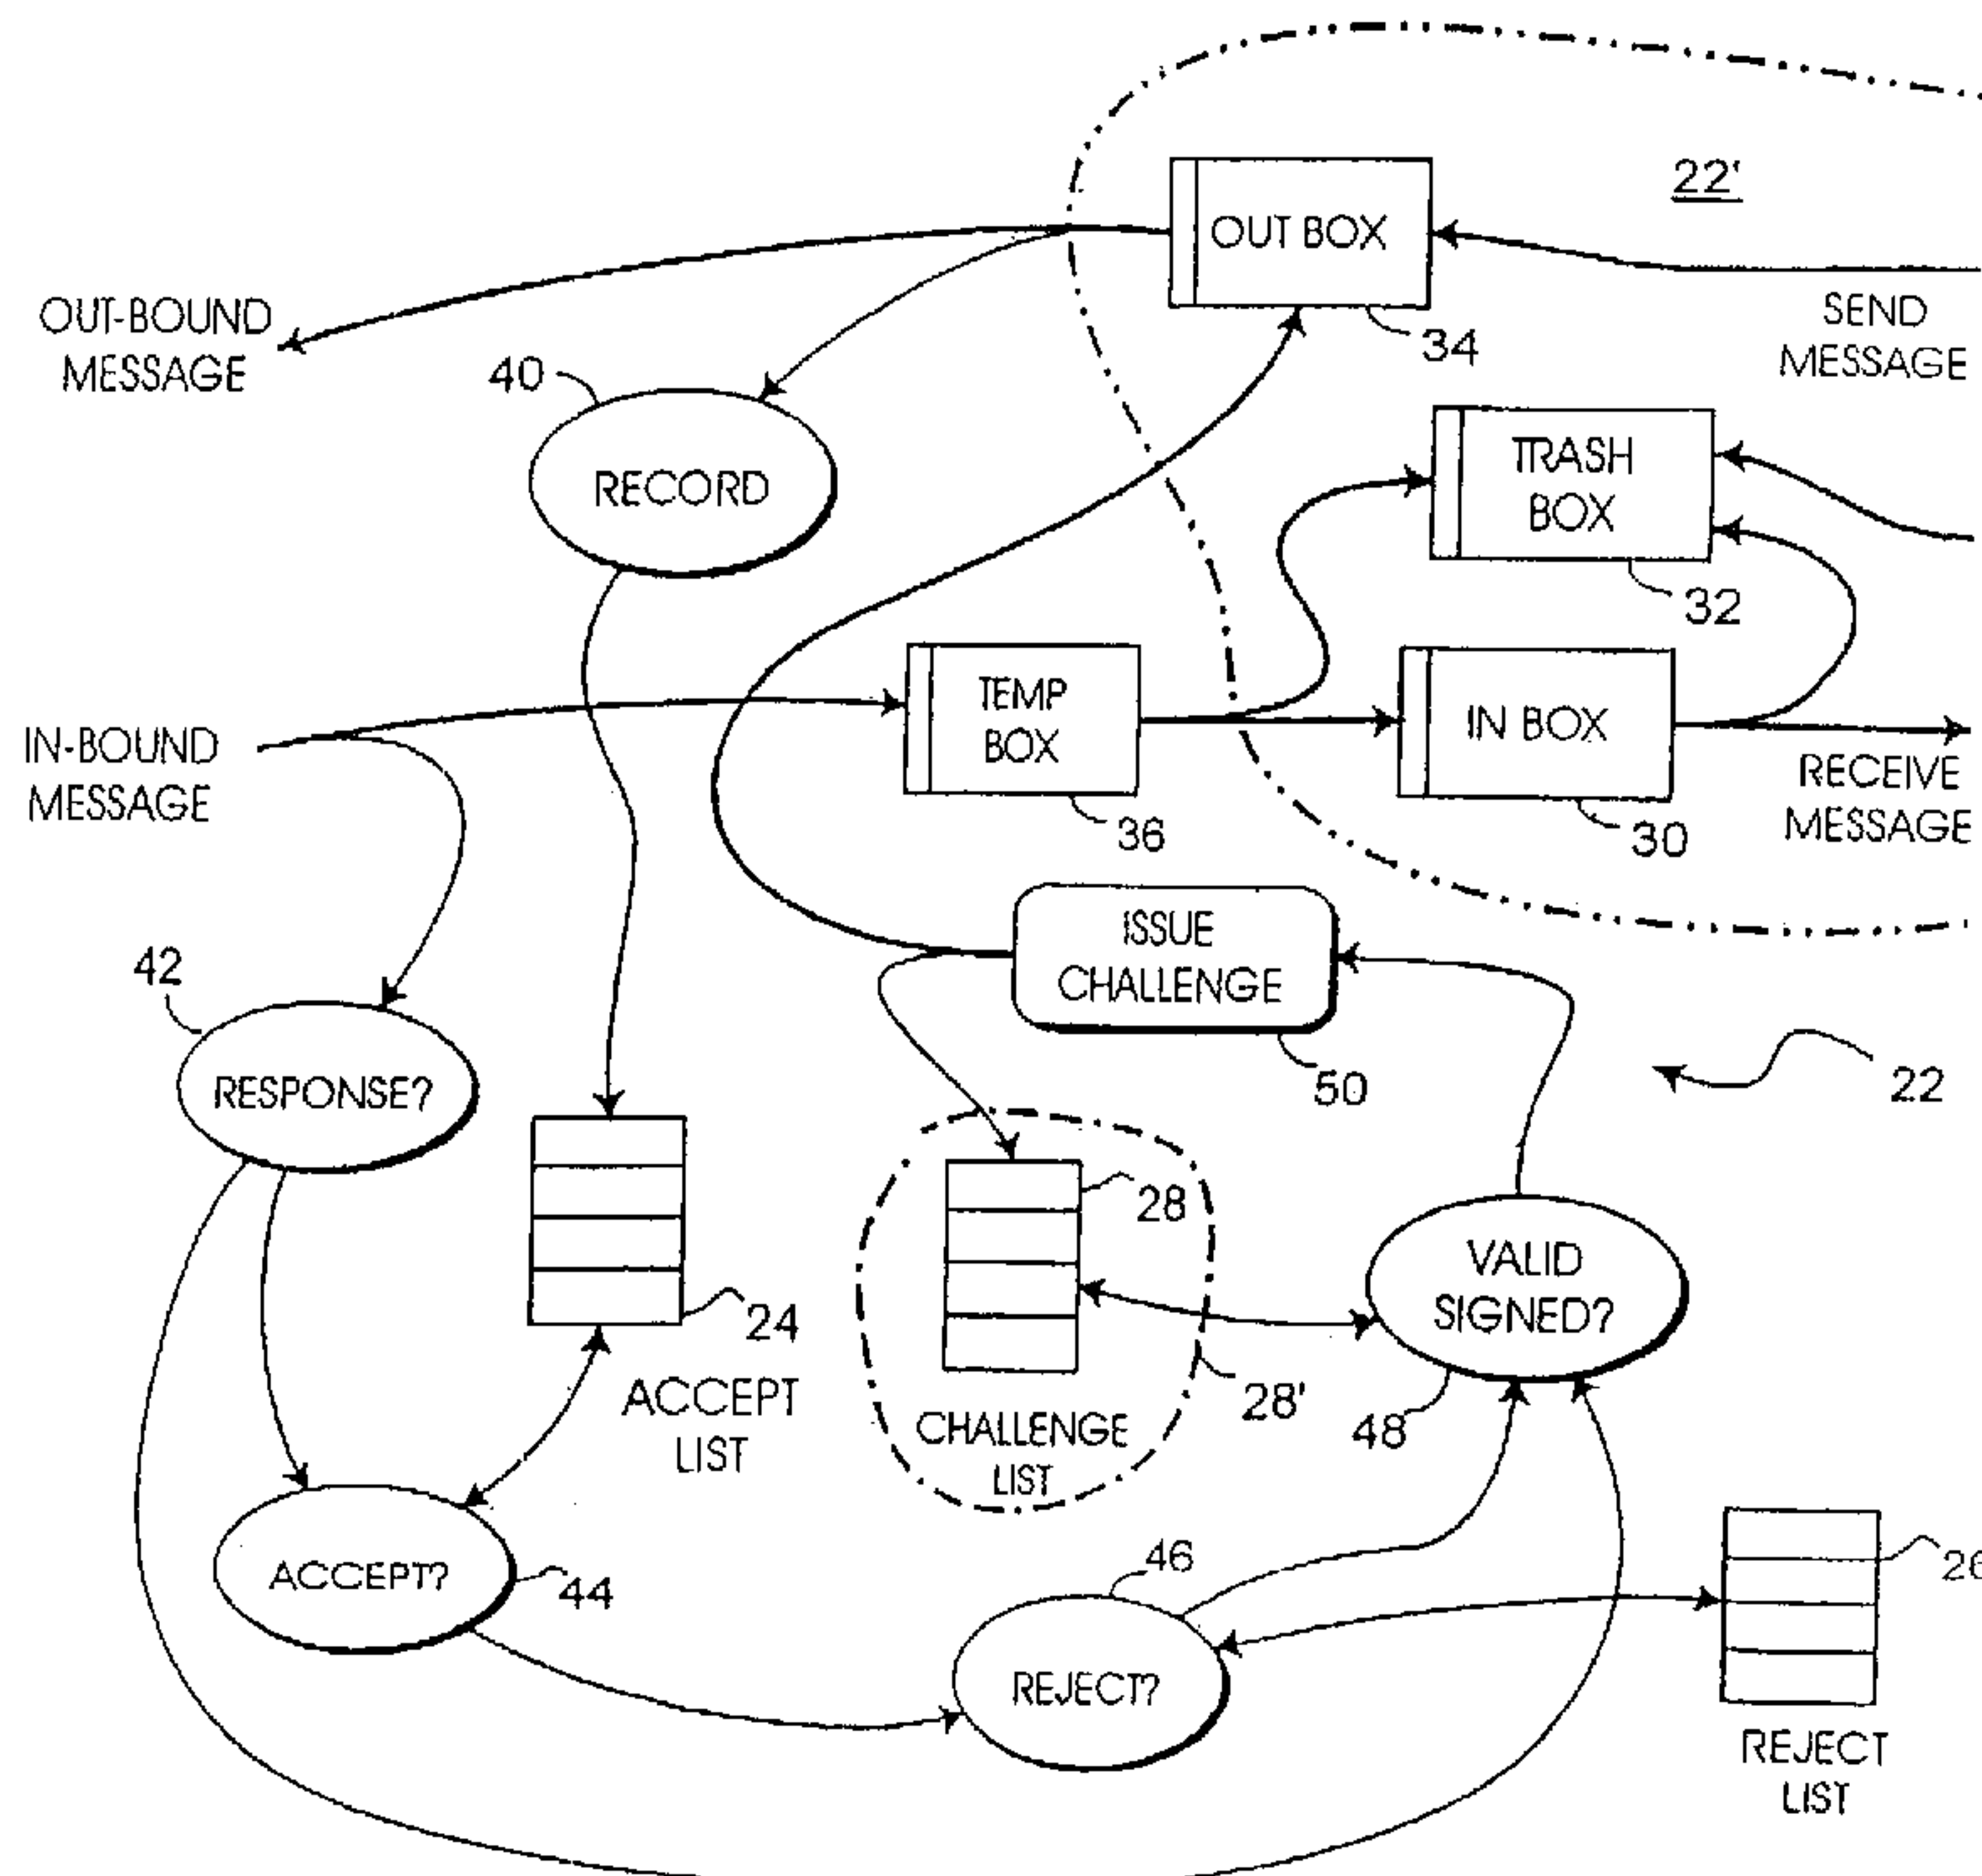 22'
OUT BOX
34
SEND
MESSAGE
OUT-BOUND
MESSAGE
40
RECORD
TRASH
BOX
32
TEMP
BOX
36
IN BOX
30
RECEIVE
MESSAGE
IN-BOUND
MESSAGE
ISSUE
CHALLENGE
50
42
RESPONSE?
22
28
24
ACCEPT
LIST
VALID
SIGNED?
48
28'
CHALLENGE
LIST
ACCEPT?
44
46
REJECT?
26
REJECT
LIST